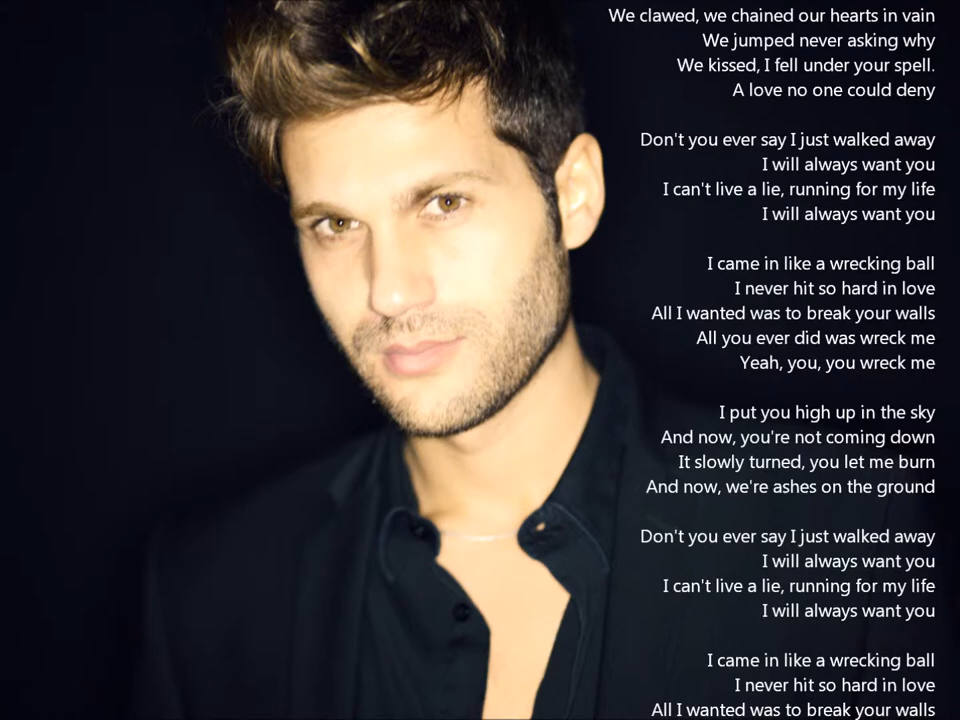 We clawed, we chained our hearts in vain
We jumped never asking why
We kissed, I fell under your spell.
A love no one could deny
Don't you ever say I just walked away
I will always want you
I can't live a lie, running for my life
I will always want you
I came in like a wrecking ball
I never hit so hard in love
All I wanted was to break your walls
All you ever did was wreck me
Yeah, you, you wreck me
I put you high up in the sky
And now, you're not coming down
It slowly turned, you let me burn
And now, we're ashes on the ground
Don't you ever say I just walked away
I will always want you
I can't live a lie, running for my life
I will always want you
I came in like a wrecking ball
I never hit so hard in love
All I wanted was to break your walls